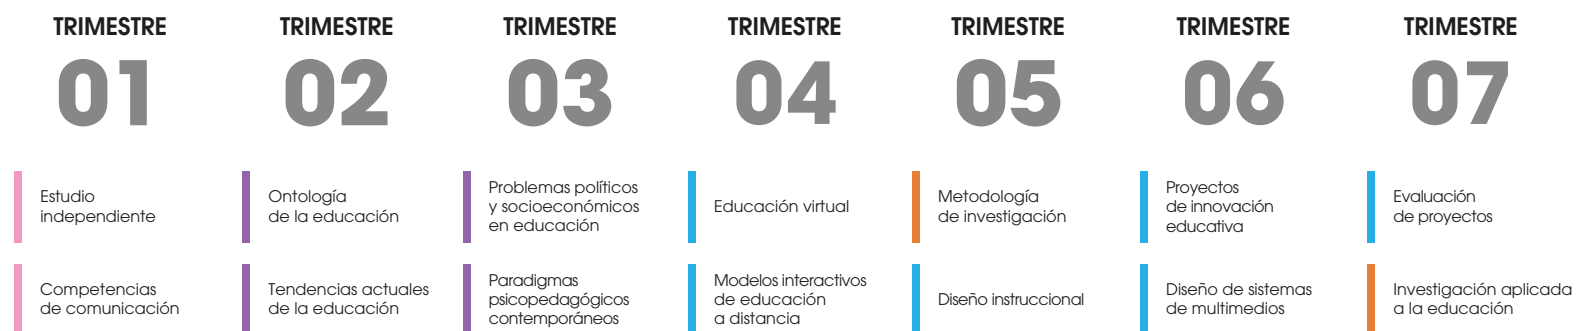 TRIMESTRE
01
Estudio
independiente
Competencias
de comunicación
TRIMESTRE
02
Ontología
de la educación
Tendencias actuales
de la educación
TRIMESTRE
03
Problemas políticos
y socioeconómicos
en educación
Paradigmas
psicopedagógicos
contemporáneos
TRIMESTRE
04
Educación virtual
Modelos interactivos
de educación
a distancia
TRIMESTRE
05
Metodología
de investigación
Diseño instruccional
TRIMESTRE
06
Proyectos
de innovación
educativa
Diseño de sistemas
de multimedios
TRIMESTRE
07
Evaluación
de proyectos
Investigación aplicada
a la educación